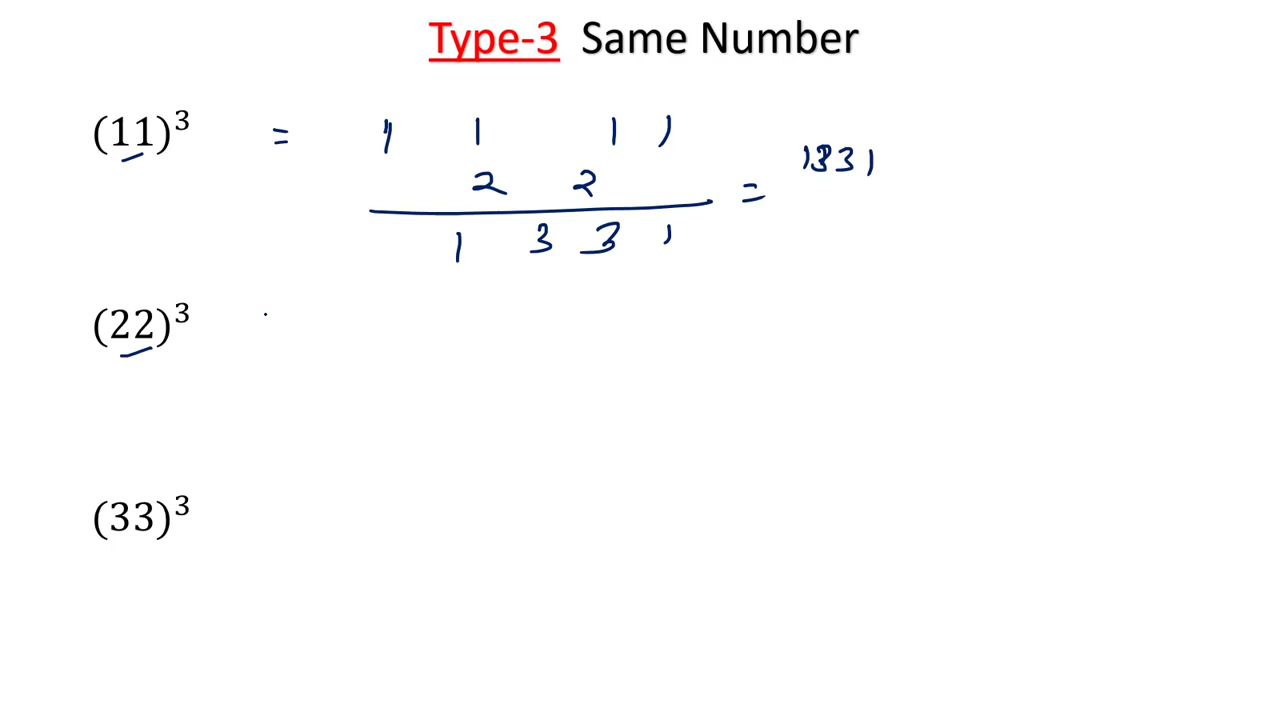 Type-3 Same Number
(11)³ = 1 1 1 1
2 2
1 3 3 1 = 1331
(22)³
(33)³